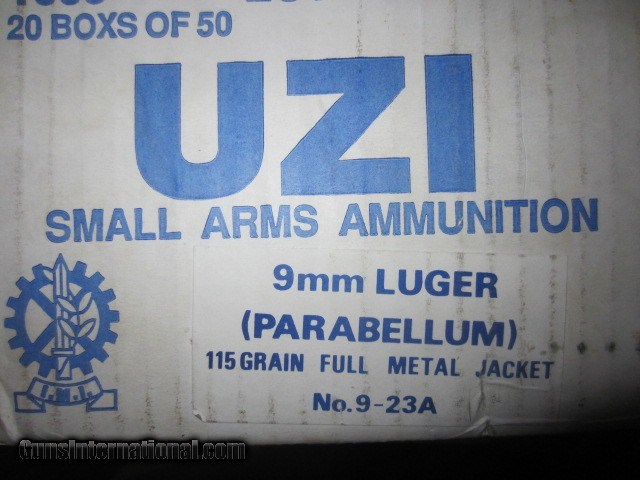 20 BOXS OF 50
UZI
SMALL ARMS AMMUNITION
9mm LUGER
(PARABELLUM)
115 GRAIN FULL METAL JACKET
No.9-23A
I.M.I.
GunsInternational.com